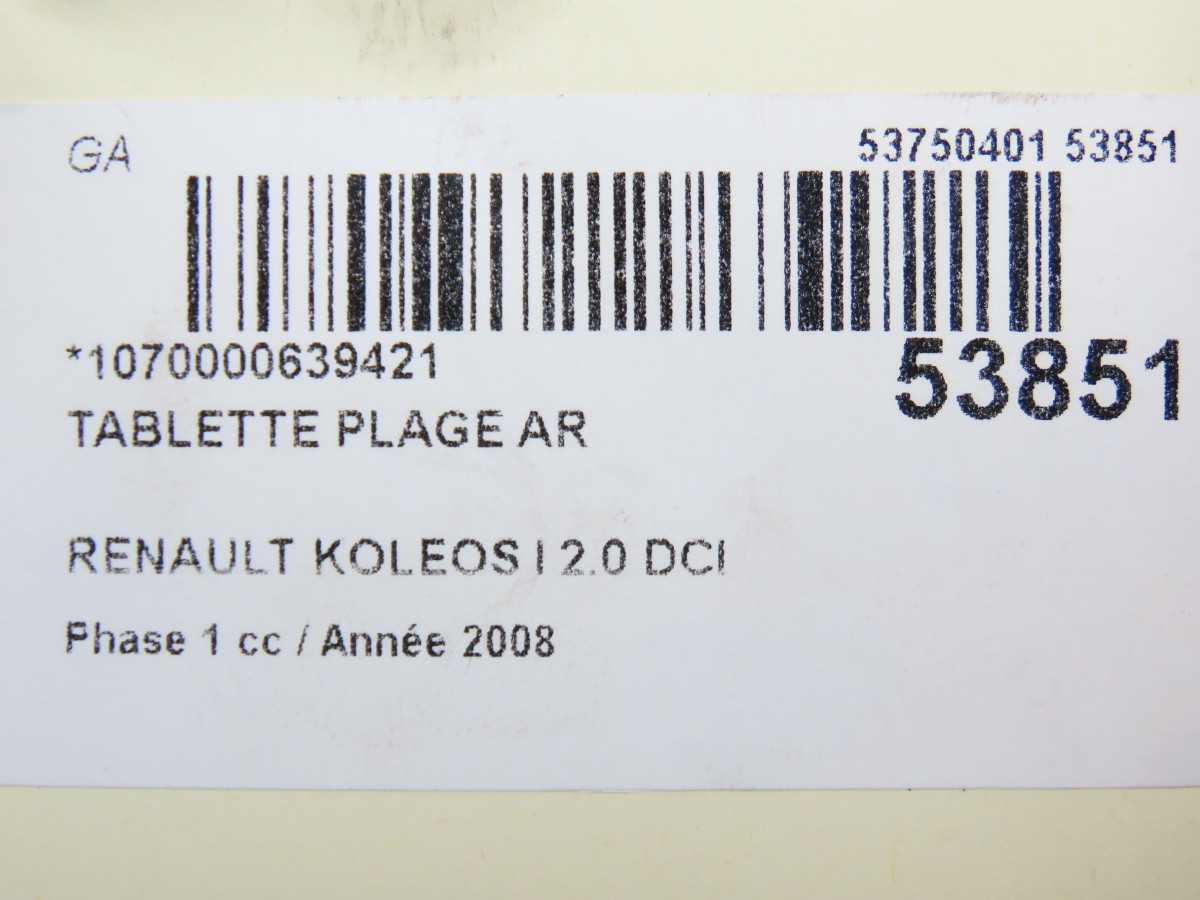 GA
53750401 53851
*1070000639421
53851
TABLETTE PLAGE AR
RENAULT KOLEOS I 2.0 DCI
Phase 1 cc / Année 2008